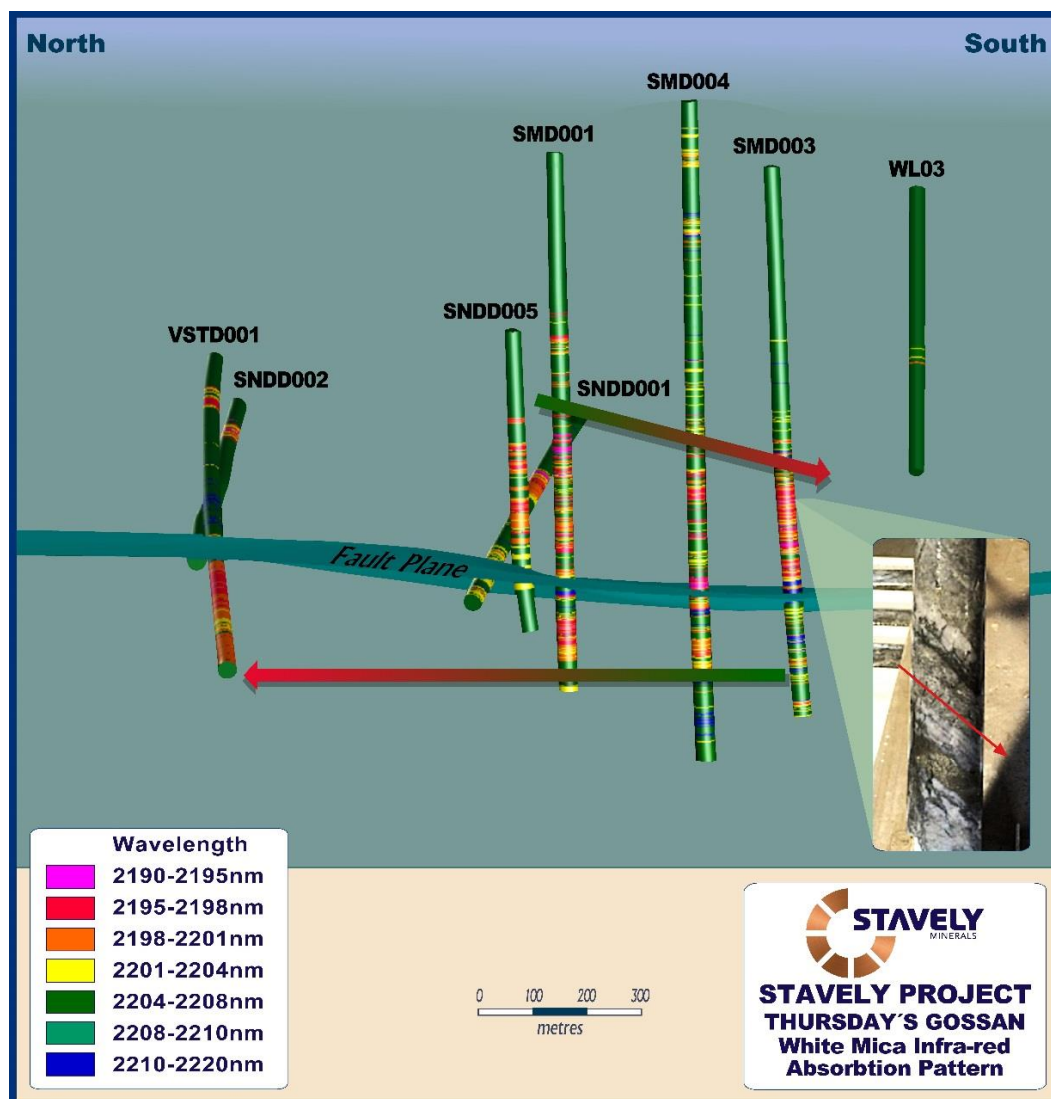 North
South
SMD004
SMD001
SMD003
WL03
SNDD005
VSTD001
SNDD002
SNDD001
Fault Plane
Wavelength
2190-2195nm
2195-2198nm
2198-2201nm
2201-2204nm
2204-2208nm
2208-2210nm
2210-2220nm
0 100 200 300
metres
STAVELY
MINERALS
STAVELY PROJECT
THURSDAY´S GOSSAN
White Mica Infra-red
Absorbtion Pattern